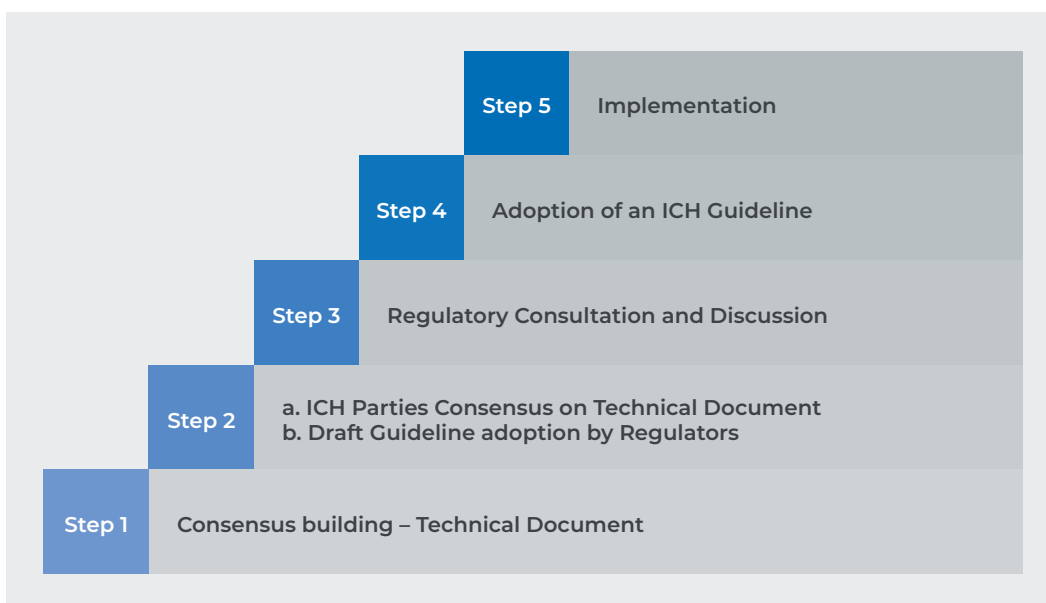 Step 5 Implementation
Step 4 Adoption of an ICH Guideline
Step 3 Regulatory Consultation and Discussion
Step 2
a. ICH Parties Consensus on Technical Document
b. Draft Guideline adoption by Regulators
Step 1 Consensus building – Technical Document